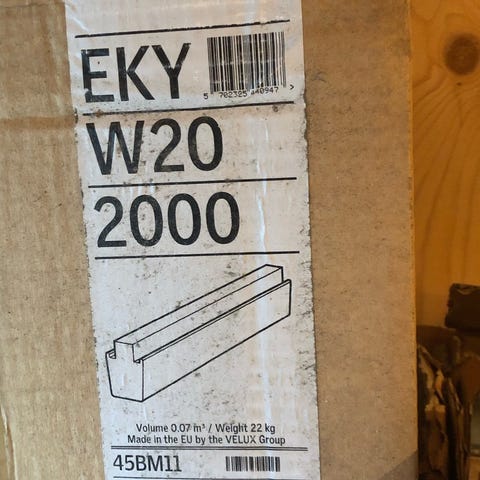 EKY
5 702325 440947 >
W20
2000
Volume 0.07 m³ / Weight 22 kg
Made in the EU by the VELUX Group
45BM11